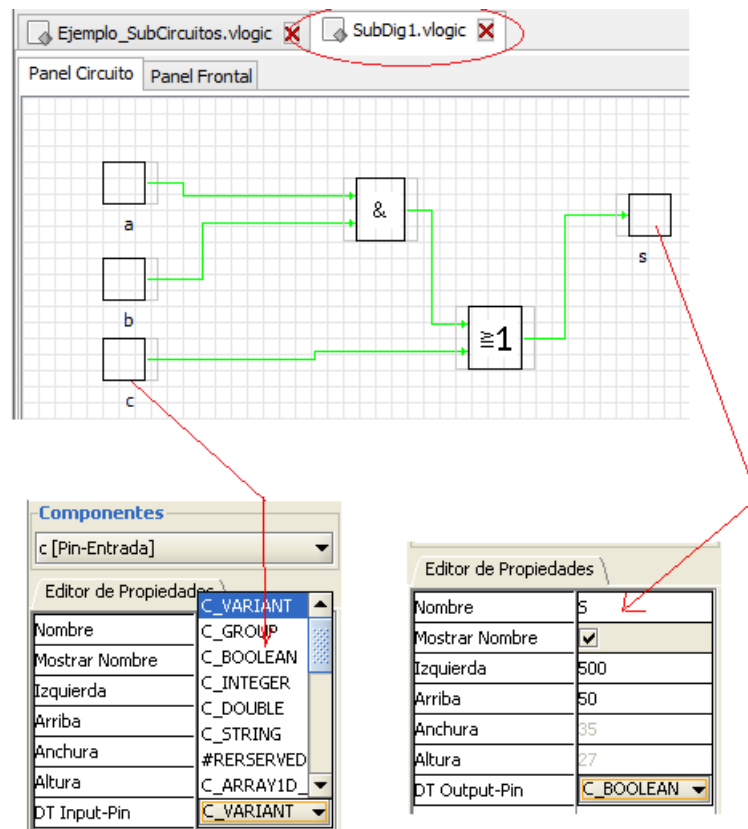 Ejemplo_SubCircuitos.vlogic
SubDig1.vlogic
Panel Circuito
Panel Frontal
a
&
s
b
≧1
c
Componentes
c [Pin-Entrada]
Editor de Propiedades
C_VARIANT
C_GROUP
C_BOOLEAN
C_INTEGER
C_DOUBLE
C_STRING
#RERSERVED
C_ARRAY1D_
Nombre
Mostrar Nombre
Izquierda
Arriba
Anchura
Altura
DT Input-Pin C_VARIANT
Editor de Propiedades
Nombre s
Mostrar Nombre
Izquierda 500
Arriba 50
Anchura 35
Altura 27
DT Output-Pin C_BOOLEAN